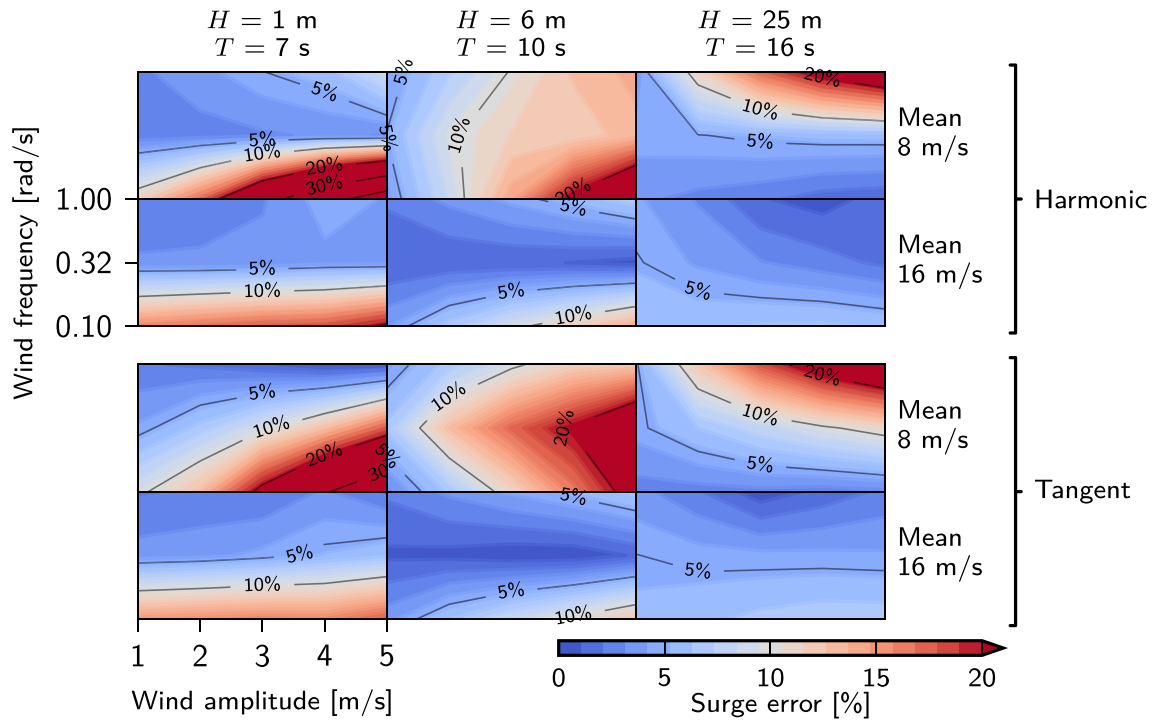 H = 1 m
T = 7 s
H = 6 m
T = 10 s
H = 25 m
T = 16 s
Wind frequency [rad/s]
1.00
0.32
0.10
5%
5%
10%
20%
30%
5%
5%
10%
20%
20%
10%
5%
Mean
8 m/s
Harmonic
5%
10%
5%
5%
10%
5%
Mean
16 m/s
5%
10%
20%
30%
5%
10%
20%
20%
10%
5%
Mean
8 m/s
Tangent
5%
10%
5%
5%
10%
5%
Mean
16 m/s
1 2 3 4 5
Wind amplitude [m/s]
0 5 10 15 20
Surge error [%]